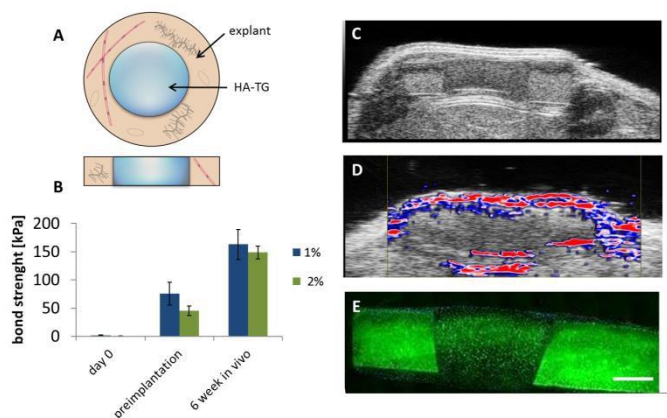 A
explant
HA-TG
B
bond strenght [kPa]
200
150
100
50
0
day 0
preimplantation
6 week in vivo
1%
2%
C
D
E